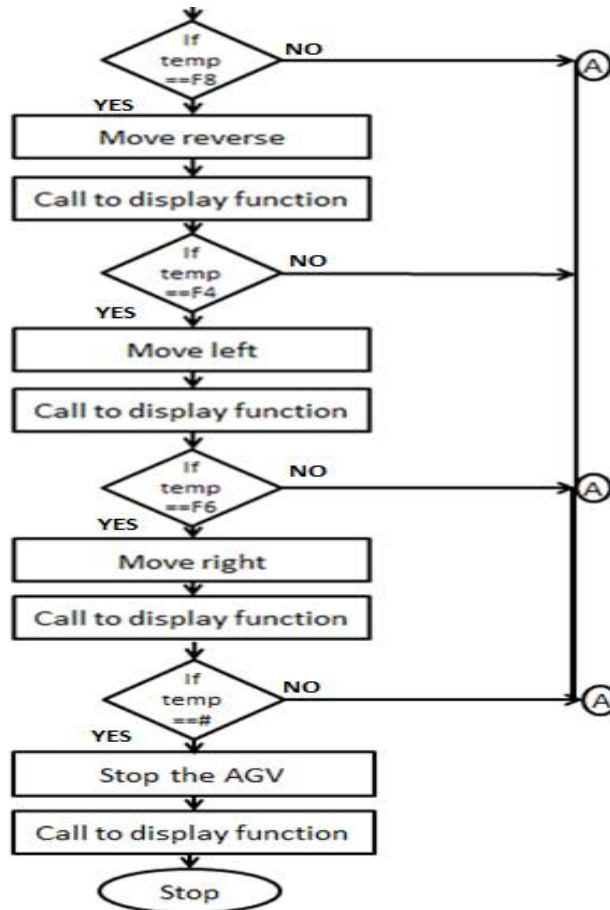 If
temp
==F8
NO
A
YES
Move reverse
Call to display function
If
temp
==F4
NO
YES
Move left
Call to display function
If
temp
==F6
NO
A
YES
Move right
Call to display function
If
temp
==#
NO
A
YES
Stop the AGV
Call to display function
Stop